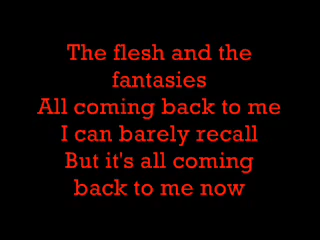 The flesh and the
fantasies
All coming back to me
I can barely recall
But it's all coming
back to me now